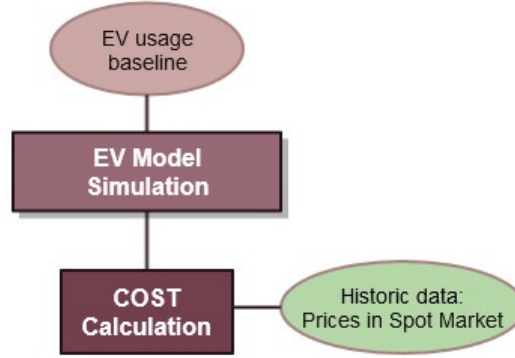 EV usage
baseline
EV Model
Simulation
COST
Calculation
Historic data:
Prices in Spot Market